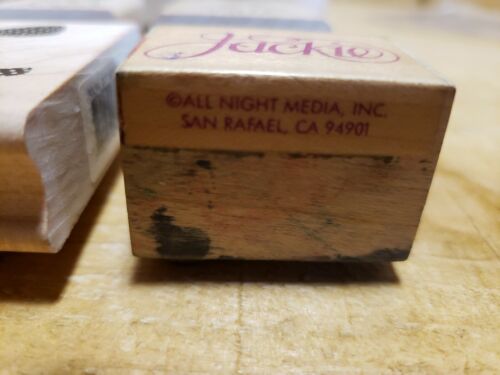 Jackie
©ALL NIGHT MEDIA, INC.
SAN RAFAEL, CA 94901